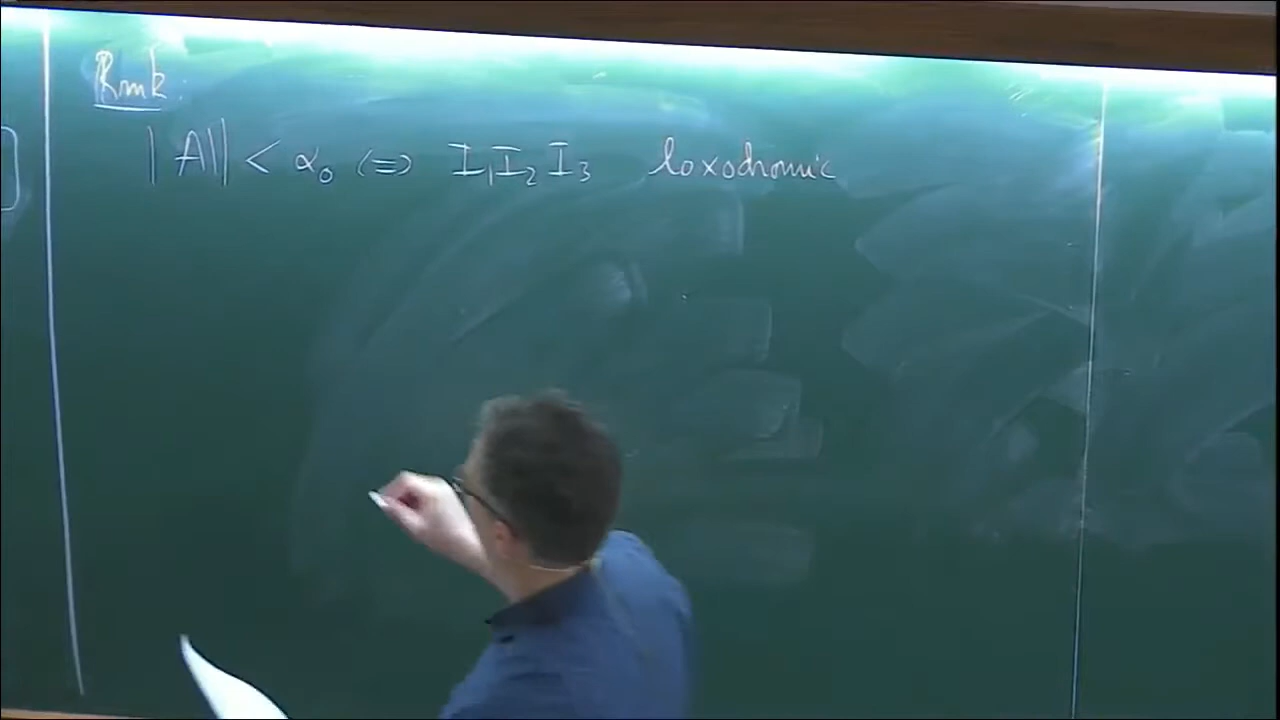 Rmk:
|| A || < α₀ <=> I₁I₂I₃ loxodromic